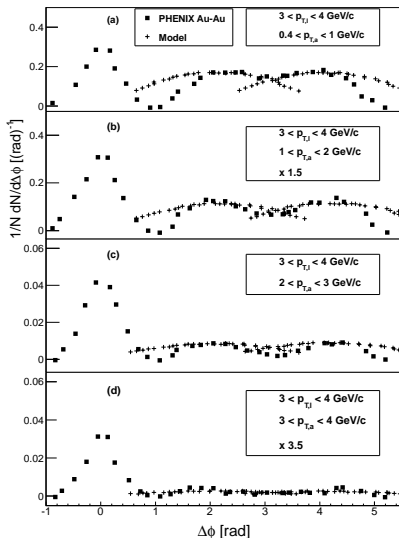 (a)
PHENIX Au-Au
Model
3 < p_T,l < 4 GeV/c
0.4 < p_T,a < 1 GeV/c
0.4
0.2
0
(b)
3 < p_T,l < 4 GeV/c
1 < p_T,a < 2 GeV/c
x 1.5
0.4
0.2
0
1/N dN/dΔϕ [(rad)^-1]
(c)
3 < p_T,l < 4 GeV/c
2 < p_T,a < 3 GeV/c
0.06
0.04
0.02
0
(d)
3 < p_T,l < 4 GeV/c
3 < p_T,a < 4 GeV/c
x 3.5
0.06
0.04
0.02
0
-1 0 1 2 3 4 5
Δϕ [rad]